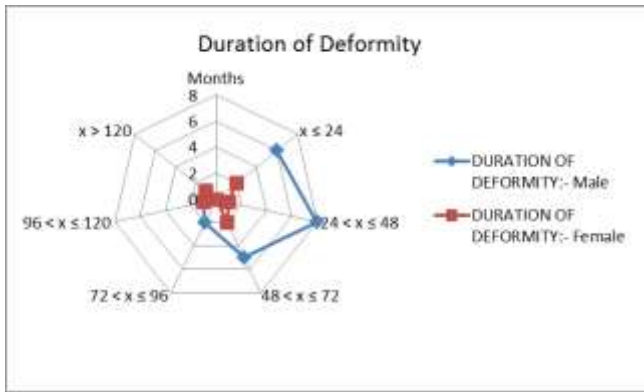 Duration of Deformity
Months
8
6
4
2
0
x ≤ 24
24 < x ≤ 48
48 < x ≤ 72
72 < x ≤ 96
96 < x ≤ 120
x > 120
DURATION OF
DEFORMITY:- Male
DURATION OF
DEFORMITY:- Female